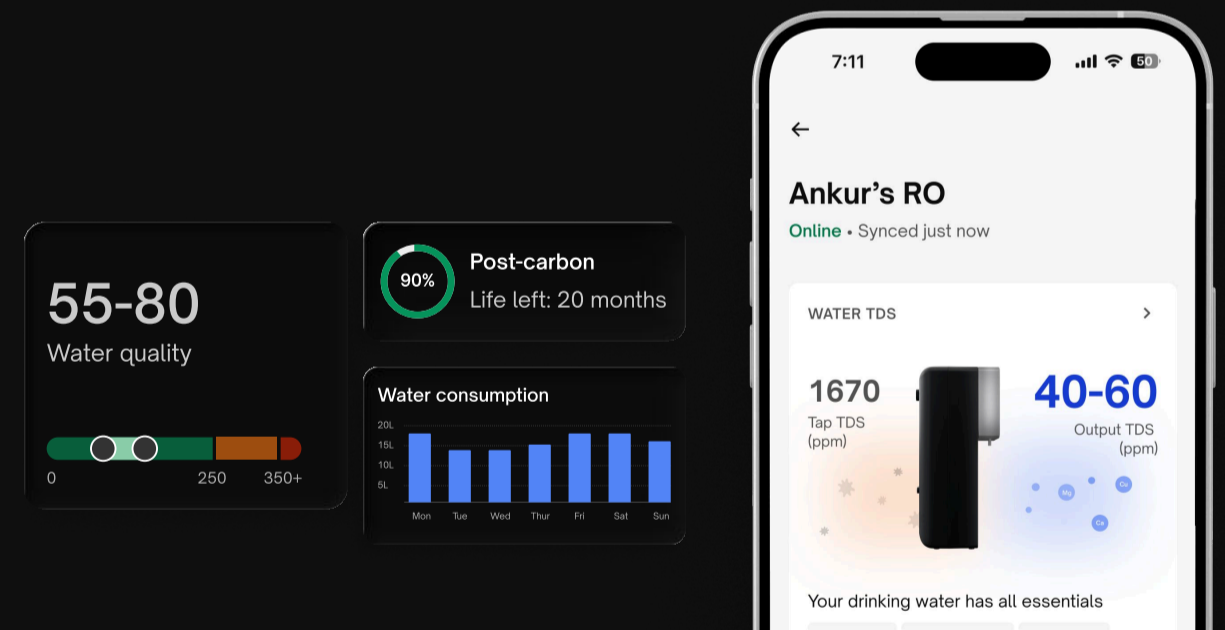 55-80
Water quality
0 250 350+
90%
Post-carbon
Life left: 20 months
Water consumption
20L
15L
10L
5L
Mon Tue Wed Thur Fri Sat Sun
7:11
50
Ankur's RO
Online • Synced just now
WATER TDS
1670
Tap TDS
(ppm)
40-60
Output TDS
(ppm)
Mg
Ca
Ca
Your drinking water has all essentials